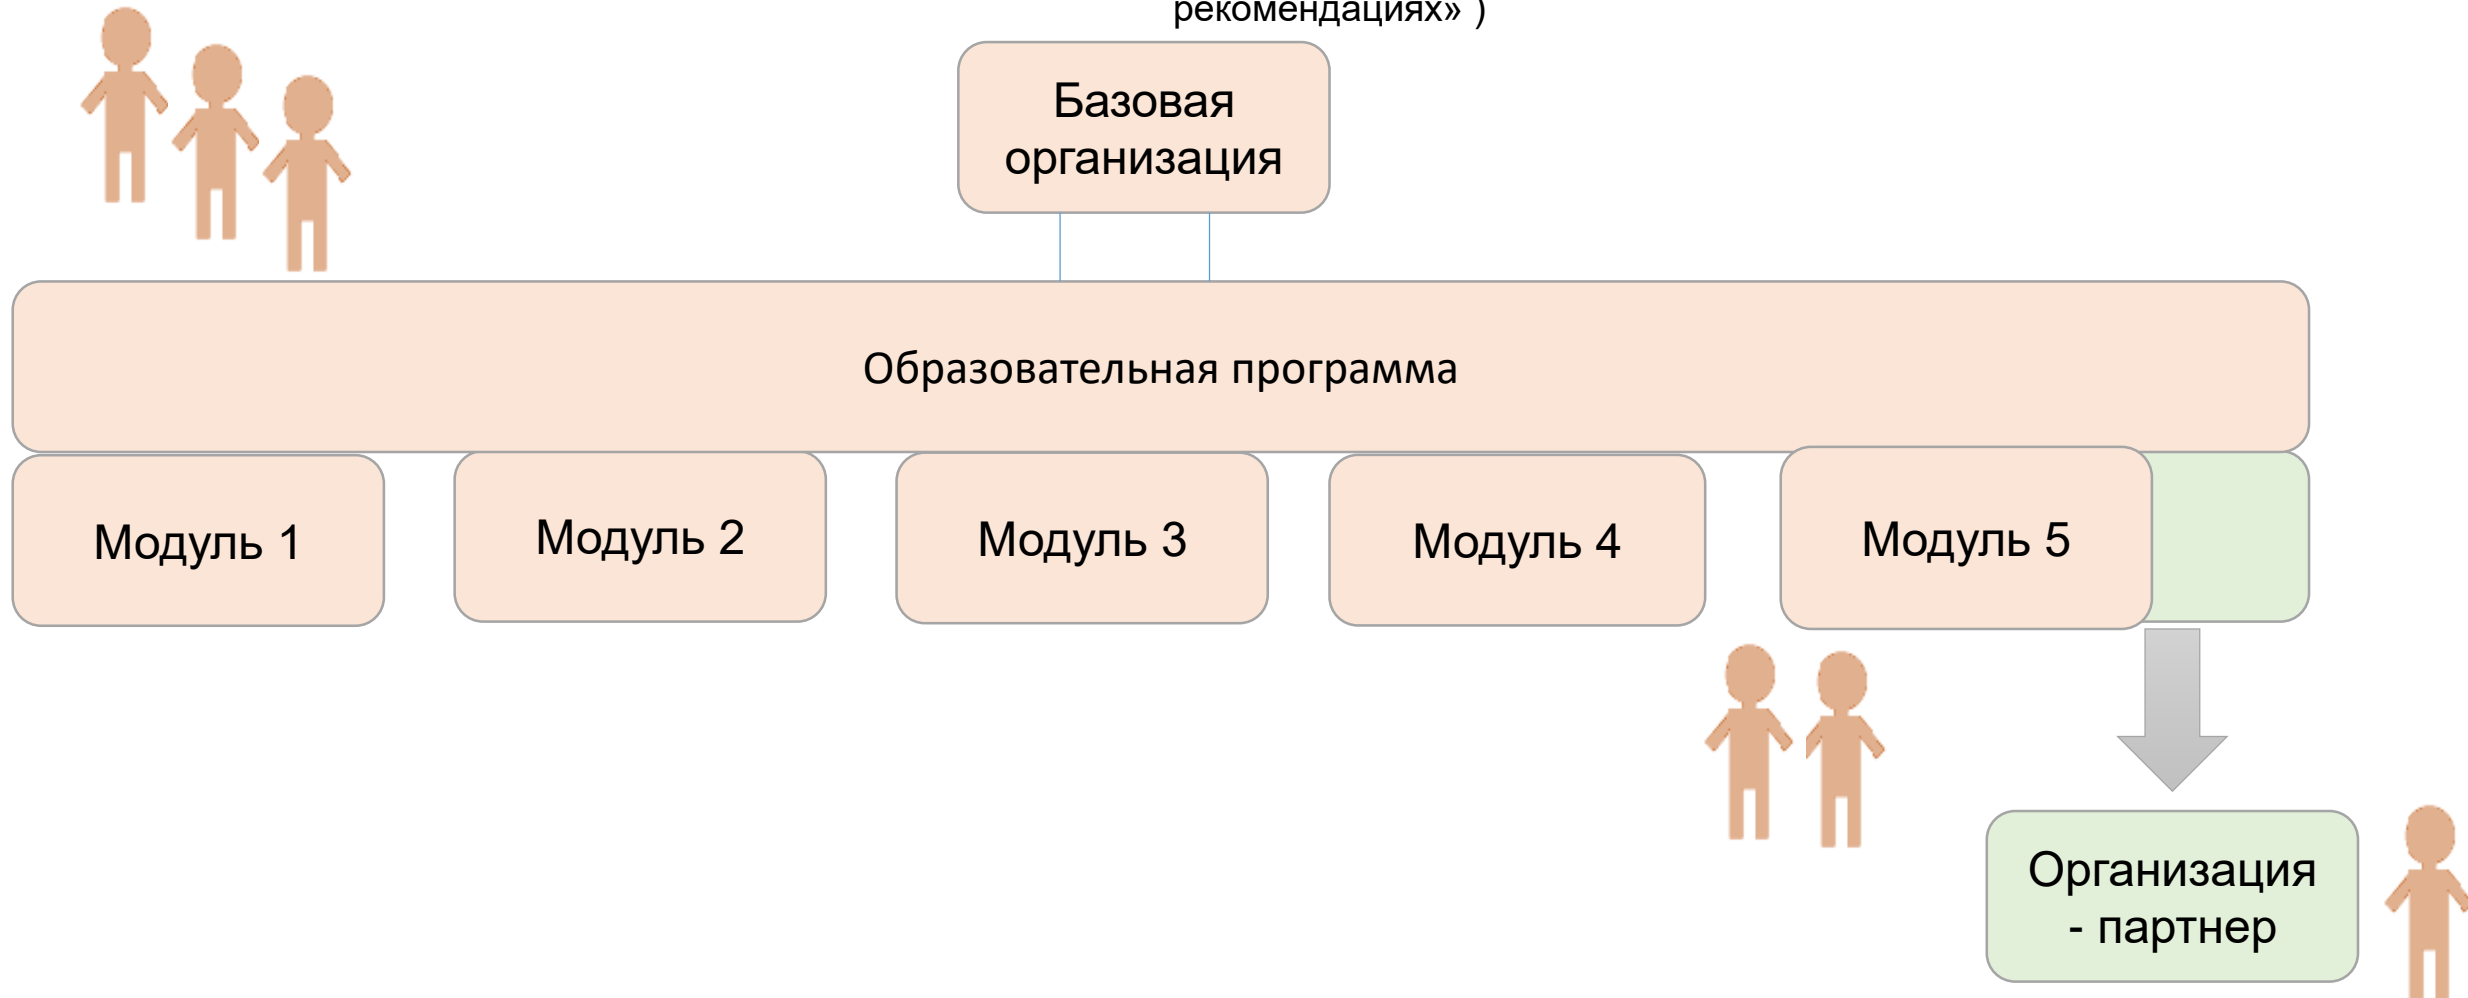 рекомендациях» )
Базовая
организация
Образовательная программа
Модуль 1
Модуль 2
Модуль 3
Модуль 4
Модуль 5
Организация
- партнер